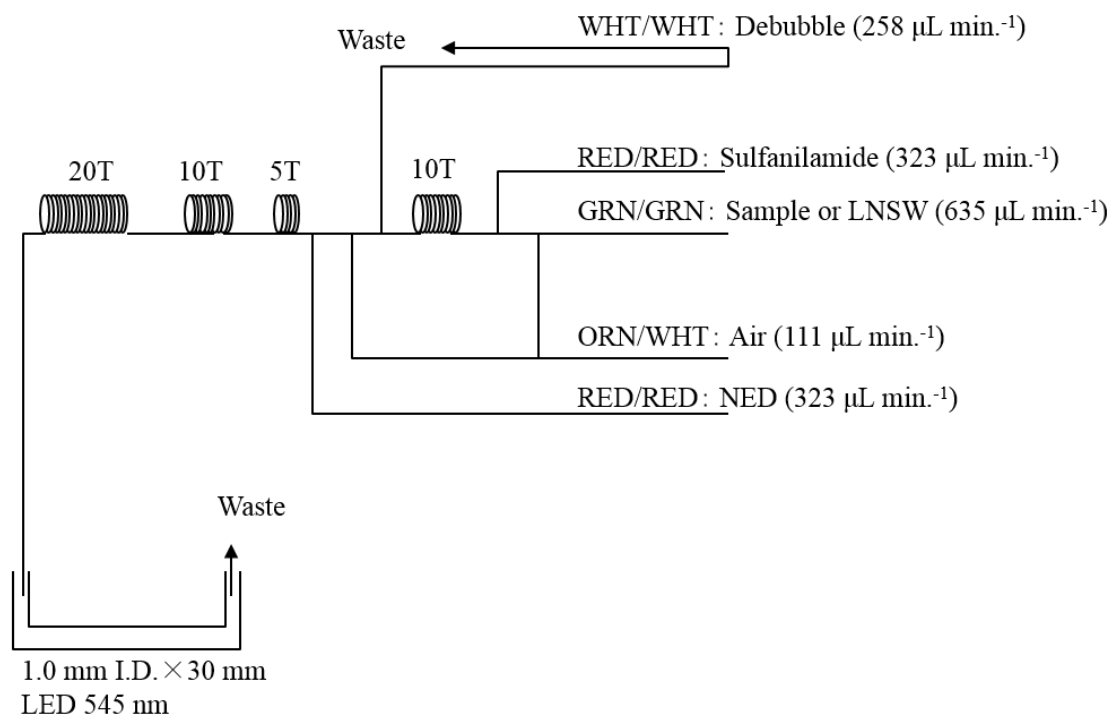 WHT/WHT: Debubble (258 μL min.⁻¹)
Waste
20T
10T
5T
10T
RED/RED: Sulfanilamide (323 μL min.⁻¹)
GRN/GRN: Sample or LNSW (635 μL min.⁻¹)
ORN/WHT: Air (111 μL min.⁻¹)
RED/RED: NED (323 μL min.⁻¹)
Waste
1.0 mm I.D.×30 mm
LED 545 nm